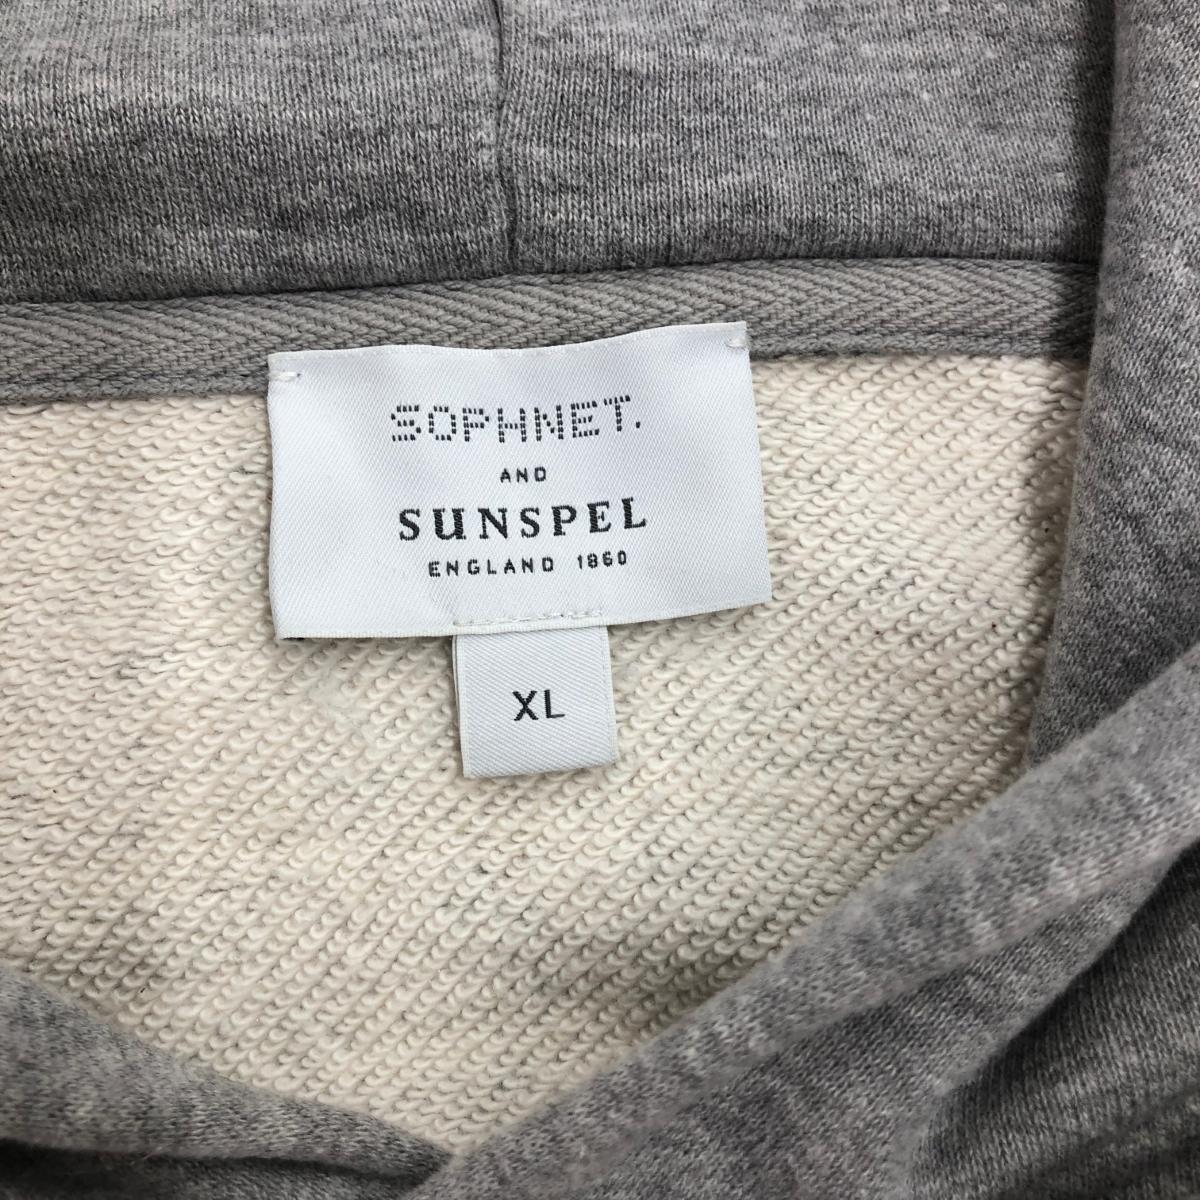 SOPHNET.
AND
SUNSPEL
ENGLAND 1860
XL